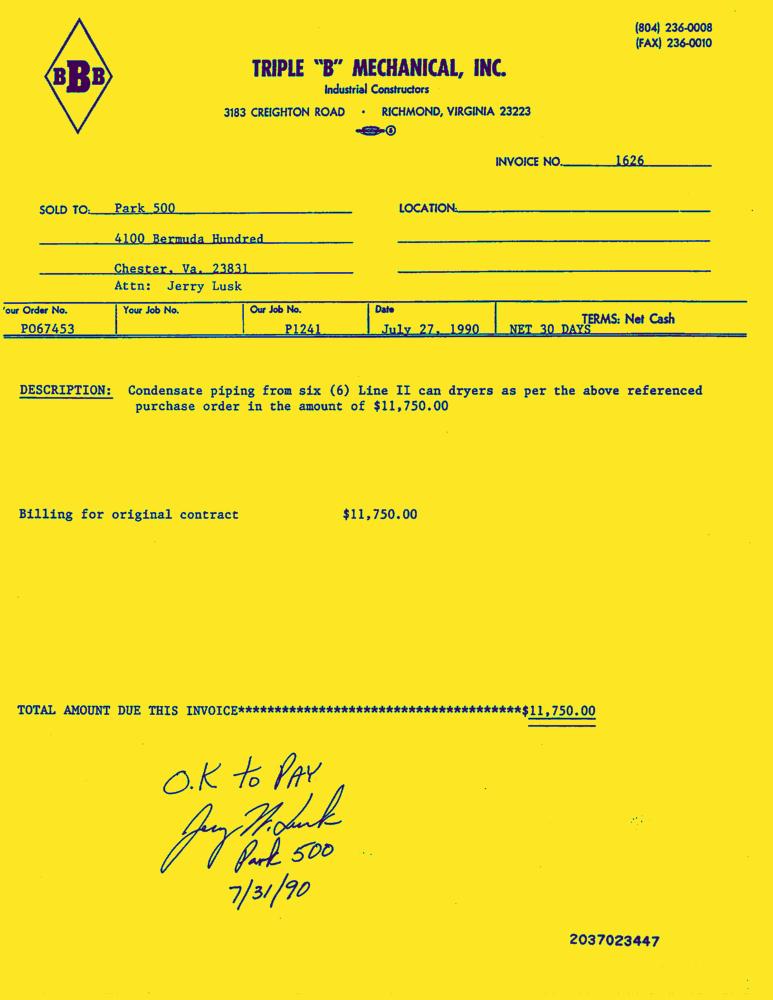 (804) 236-0008
(FAX) 236-0010
BBB
TRIPLE "B" MECHANICAL, INC.
Industrial Constructors
3183 CREIGHTON ROAD · RICHMOND, VIRGINIA 23223
INVOICE NO. 1626
SOLD TO: Park 500 LOCATION:
4100 Bermuda Hundred
Chester, Va. 23831
Attn: Jerry Lusk
our Order No. Your Job No. Our Job No. Date TERMS: Net Cash
PO67453 P1241 July 27, 1990 NET 30 DAYS
DESCRIPTION: Condensate piping from six (6) Line II can dryers as per the above referenced
purchase order in the amount of $11,750.00
Billing for original contract $11,750.00
TOTAL AMOUNT DUE THIS INVOICE**************************************$11,750.00
O.K to PAY
Jerry W. Lusk
Park 500
7/31/90
2037023447